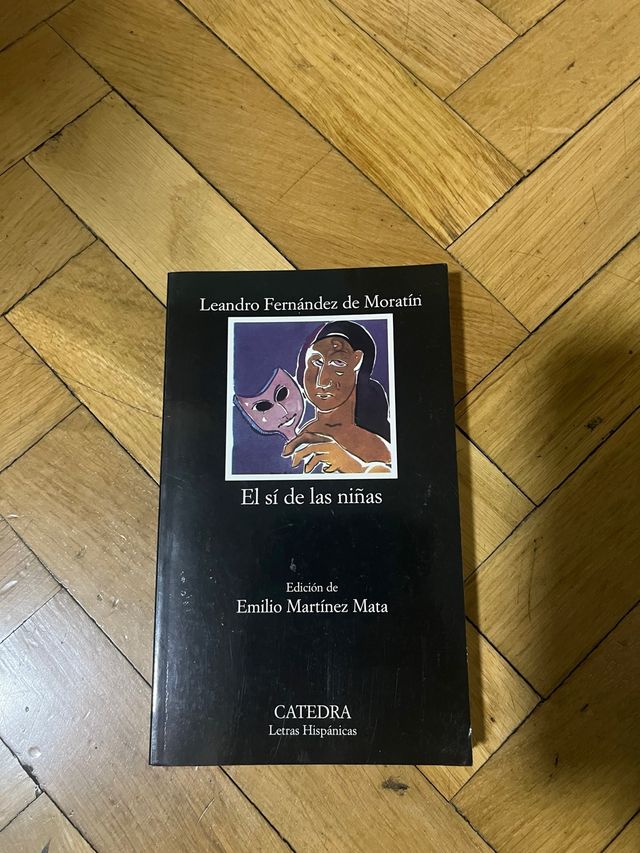 Leandro Fernández de Moratín
El sí de las niñas
Edición de
Emilio Martínez Mata
CATEDRA
Letras Hispánicas